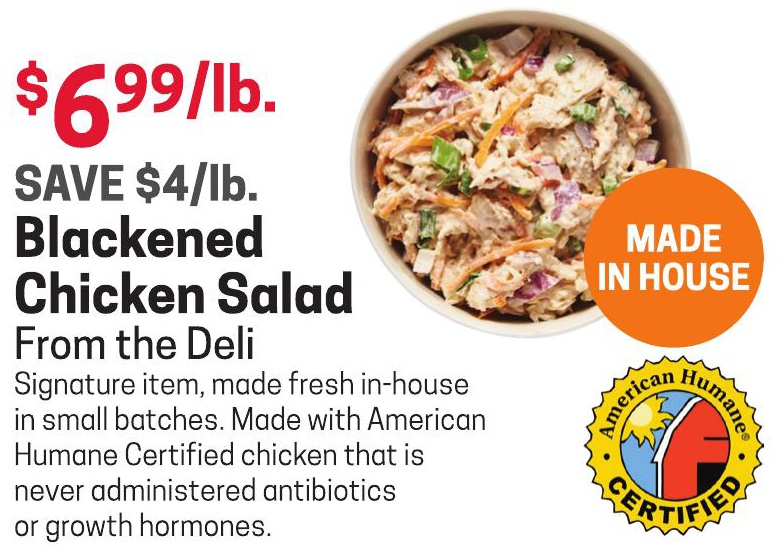 $6.99/lb.
SAVE $4/lb.
Blackened
Chicken Salad
From the Deli
Signature item, made fresh in-house
in small batches. Made with American
Humane Certified chicken that is
never administered antibiotics
or growth hormones.
MADE
IN HOUSE
American Humane®
CERTIFIED